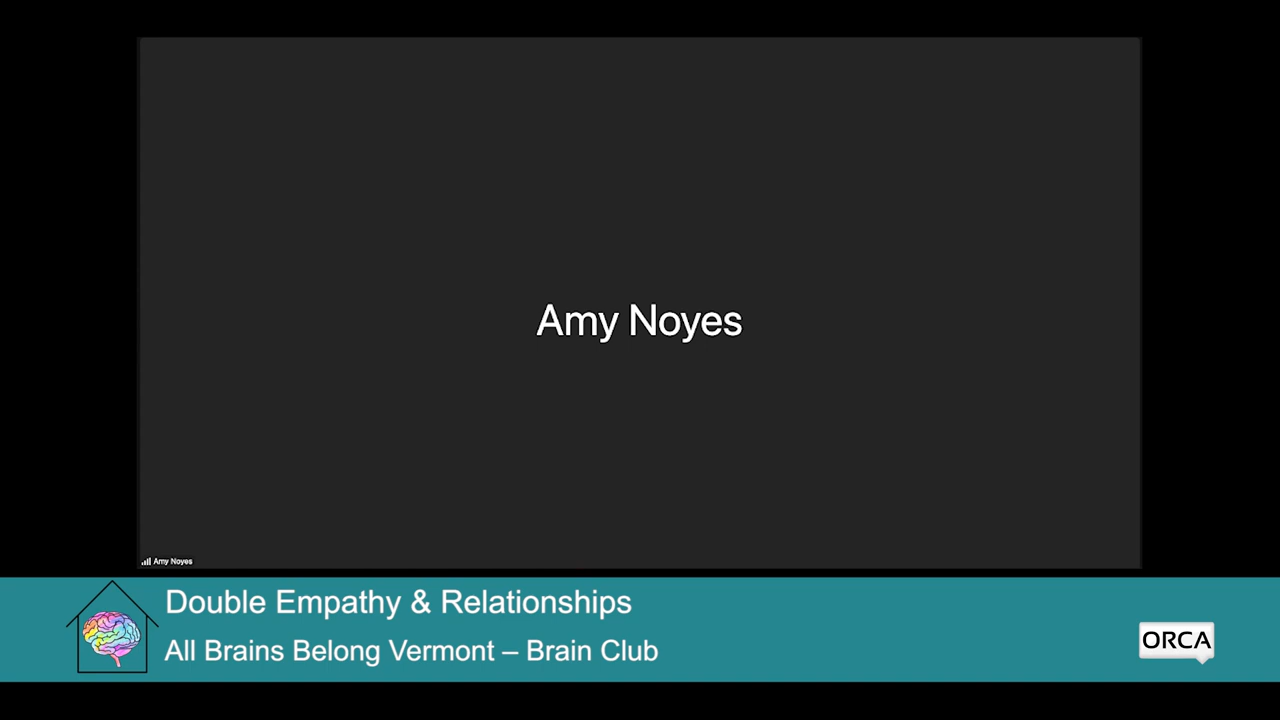 Amy Noyes
Amy Noyes
Double Empathy & Relationships
All Brains Belong Vermont – Brain Club
ORCA